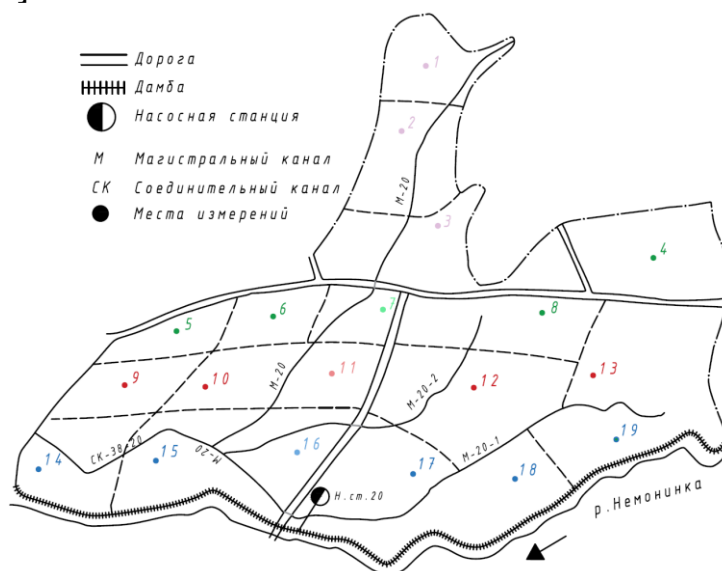 ]
Дорога
Дамба
Насосная станция
М Магистральный канал
СК Соединительный канал
Места измерений
1
2
М-20
3
4
5
6
7
8
9
10
М-20
11
М-20-2
12
13
14
СК-38-20
15
М-20
16
17
М-20-1
18
19
Н.ст.20
р.Немонинка